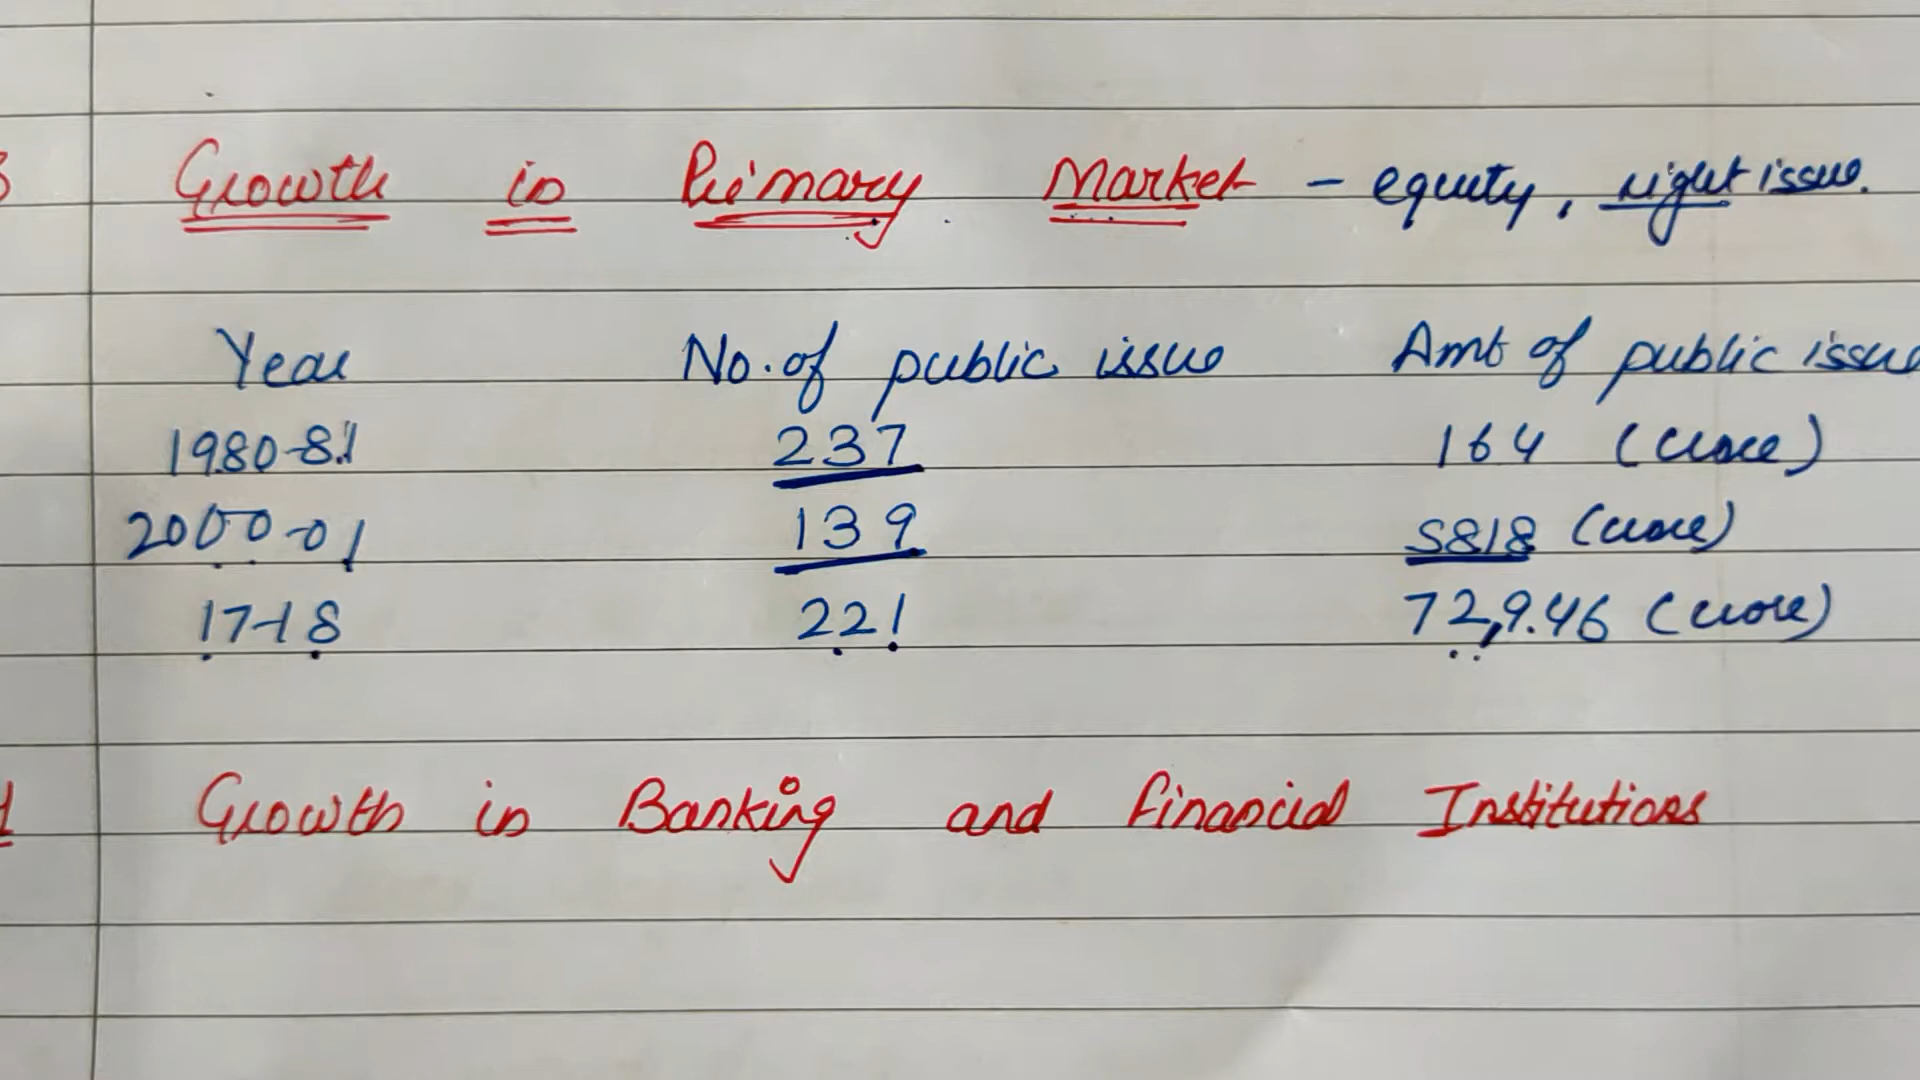 Growth in Primary Market - equity, right issue.
Year No. of public issue Amt of public issue
1980-81 237 164 (crore)
2000-01 139 5818 (crore)
17-18 221 72,9.46 (crore)
Growth in Banking and Financial Institutions